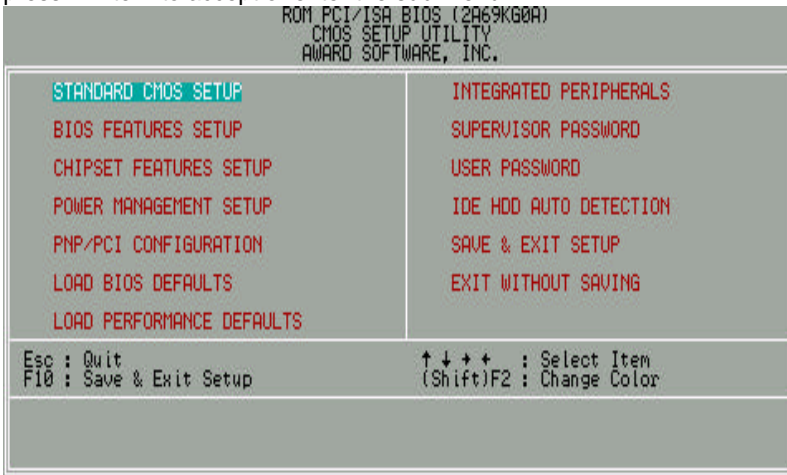 ROM PCI/ISA BIOS (2A69KG0A)
CMOS SETUP UTILITY
AWARD SOFTWARE, INC.
STANDARD CMOS SETUP
BIOS FEATURES SETUP
CHIPSET FEATURES SETUP
POWER MANAGEMENT SETUP
PNP/PCI CONFIGURATION
LOAD BIOS DEFAULTS
LOAD PERFORMANCE DEFAULTS
INTEGRATED PERIPHERALS
SUPERVISOR PASSWORD
USER PASSWORD
IDE HDD AUTO DETECTION
SAVE & EXIT SETUP
EXIT WITHOUT SAVING
Esc : Quit
F10 : Save & Exit Setup
↑ ↓ → ← : Select Item
(Shift)F2 : Change Color